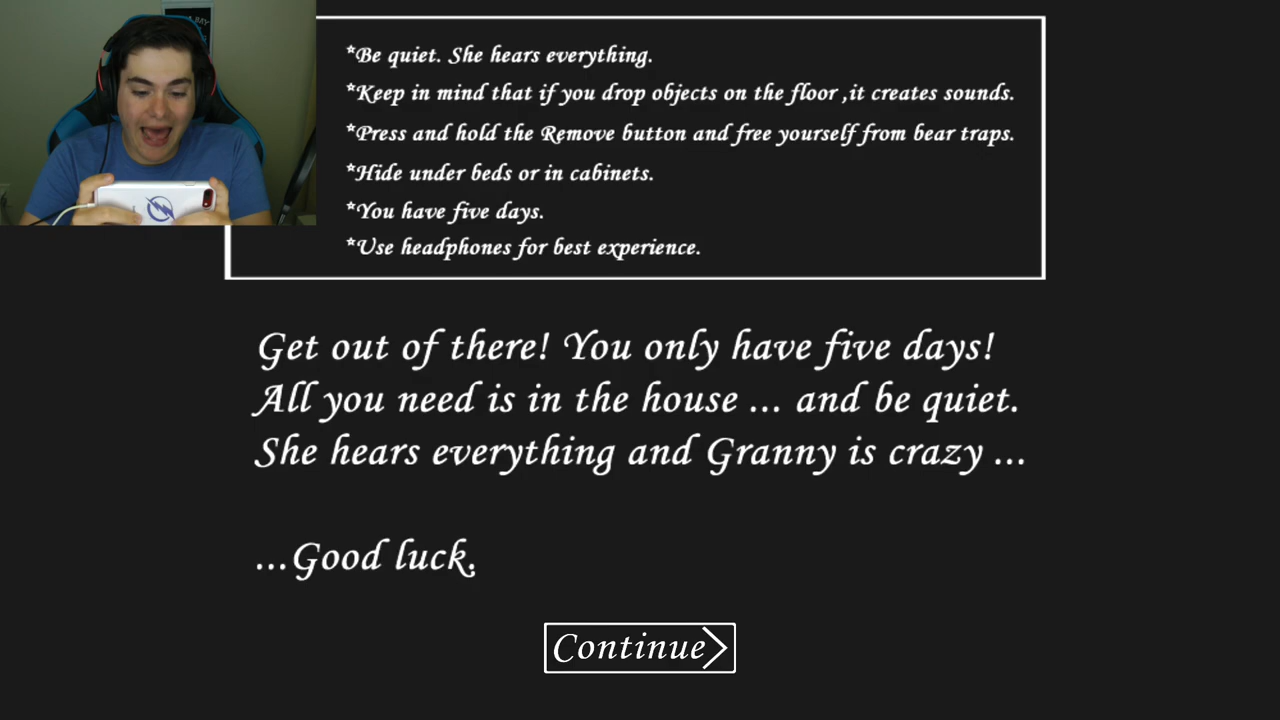 *Be quiet. She hears everything.
*Keep in mind that if you drop objects on the floor ,it creates sounds.
*Press and hold the Remove button and free yourself from bear traps.
*Hide under beds or in cabinets.
*You have five days.
*Use headphones for best experience.
Get out of there! You only have five days!
All you need is in the house ... and be quiet.
She hears everything and Granny is crazy ...
...Good luck.
Continue>